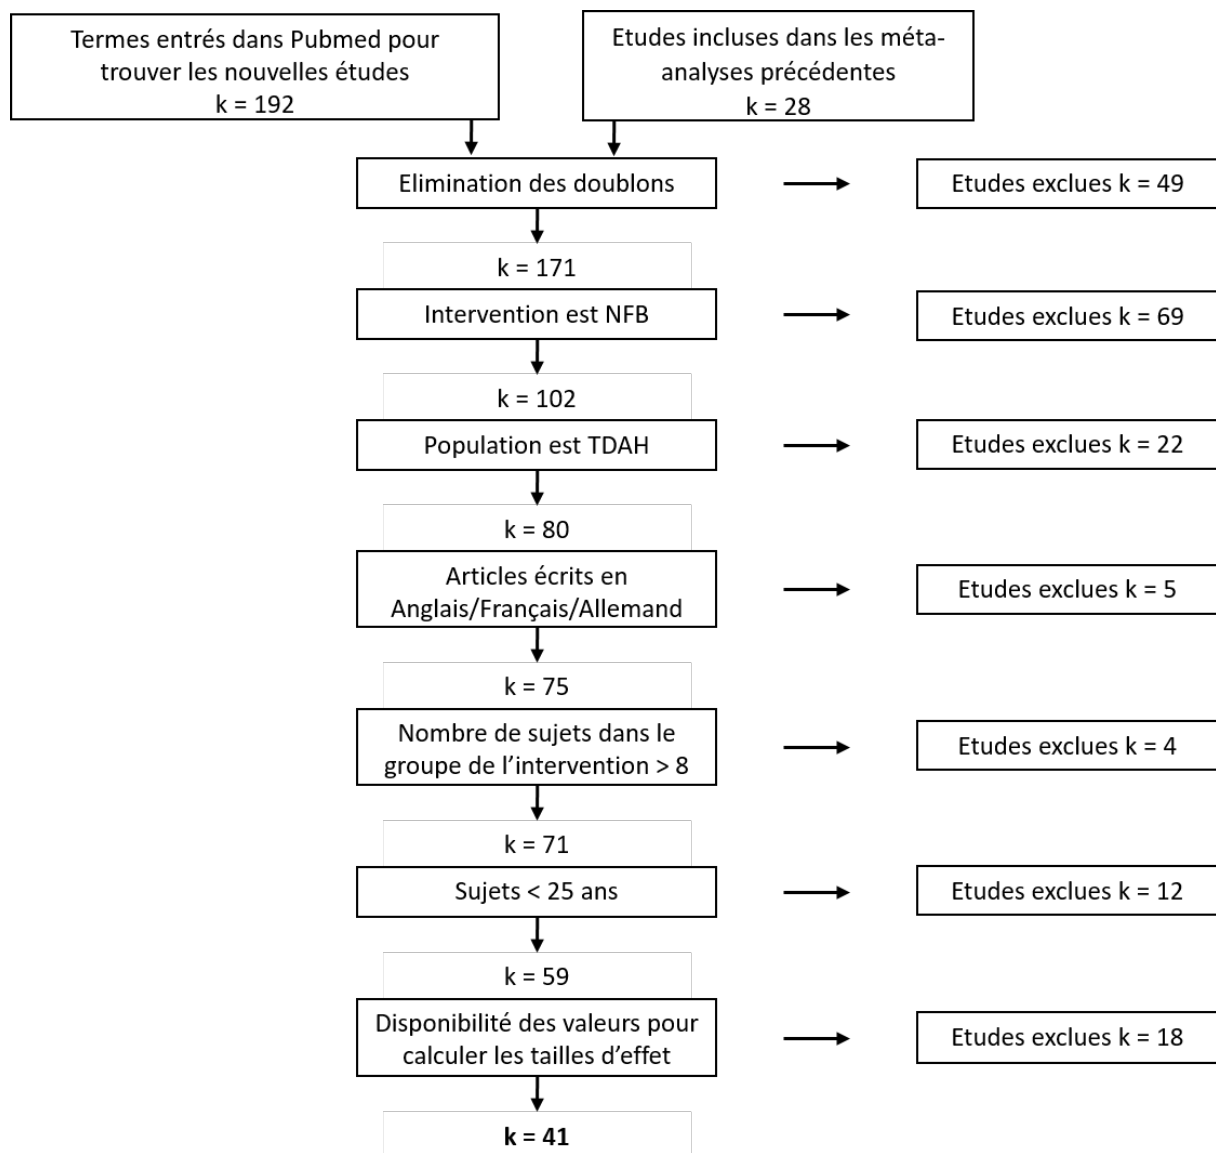 Termes entrés dans Pubmed pour
trouver les nouvelles études
k = 192
Etudes incluses dans les méta-
analyses précédentes
k = 28
Elimination des doublons
Etudes exclues k = 49
k = 171
Intervention est NFB
Etudes exclues k = 69
k = 102
Population est TDAH
Etudes exclues k = 22
k = 80
Articles écrits en
Anglais/Français/Allemand
Etudes exclues k = 5
k = 75
Nombre de sujets dans le
groupe de l’intervention > 8
Etudes exclues k = 4
k = 71
Sujets < 25 ans
Etudes exclues k = 12
k = 59
Disponibilité des valeurs pour
calculer les tailles d’effet
Etudes exclues k = 18
k = 41